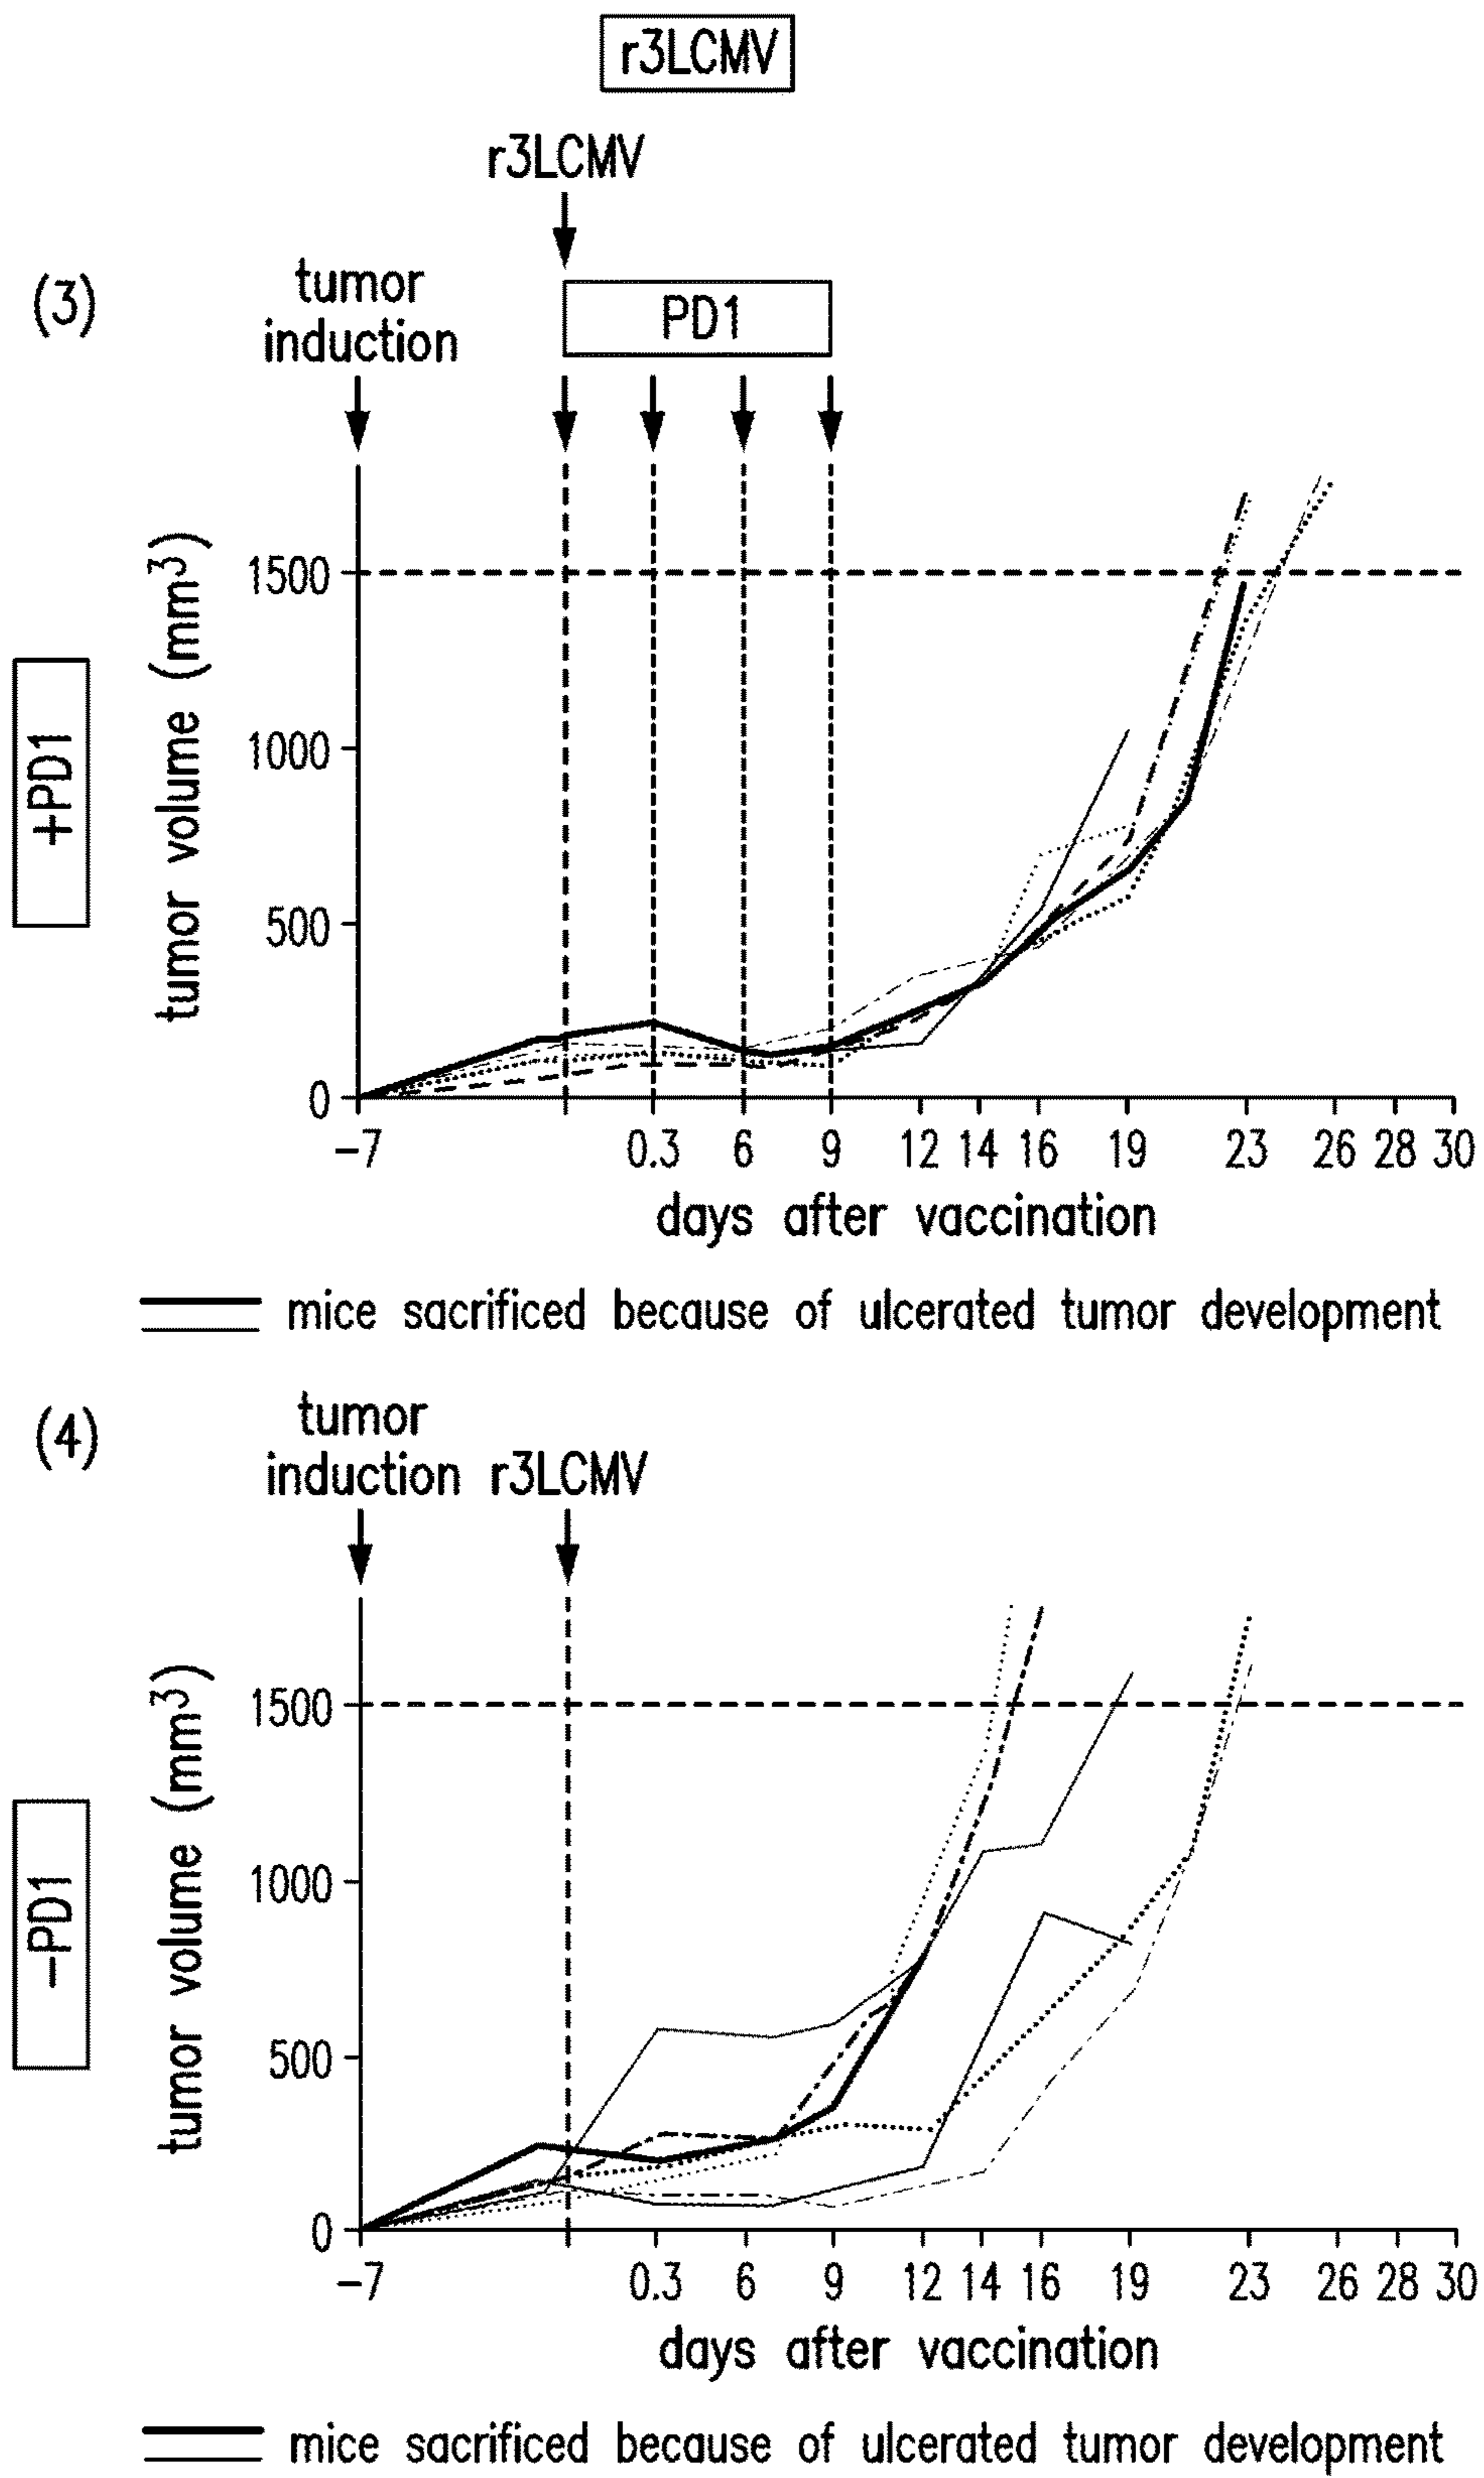 r3LCMV
r3LCMV
(3)
tumor
induction
PD1
+PD1
tumor volume (mm³)
1500
1000
500
0
−7 0.3 6 9 12 14 16 19 23 26 28 30
days after vaccination
mice sacrificed because of ulcerated tumor development
(4)
tumor
induction r3LCMV
−PD1
tumor volume (mm³)
1500
1000
500
0
−7 0.3 6 9 12 14 16 19 23 26 28 30
days after vaccination
mice sacrificed because of ulcerated tumor development